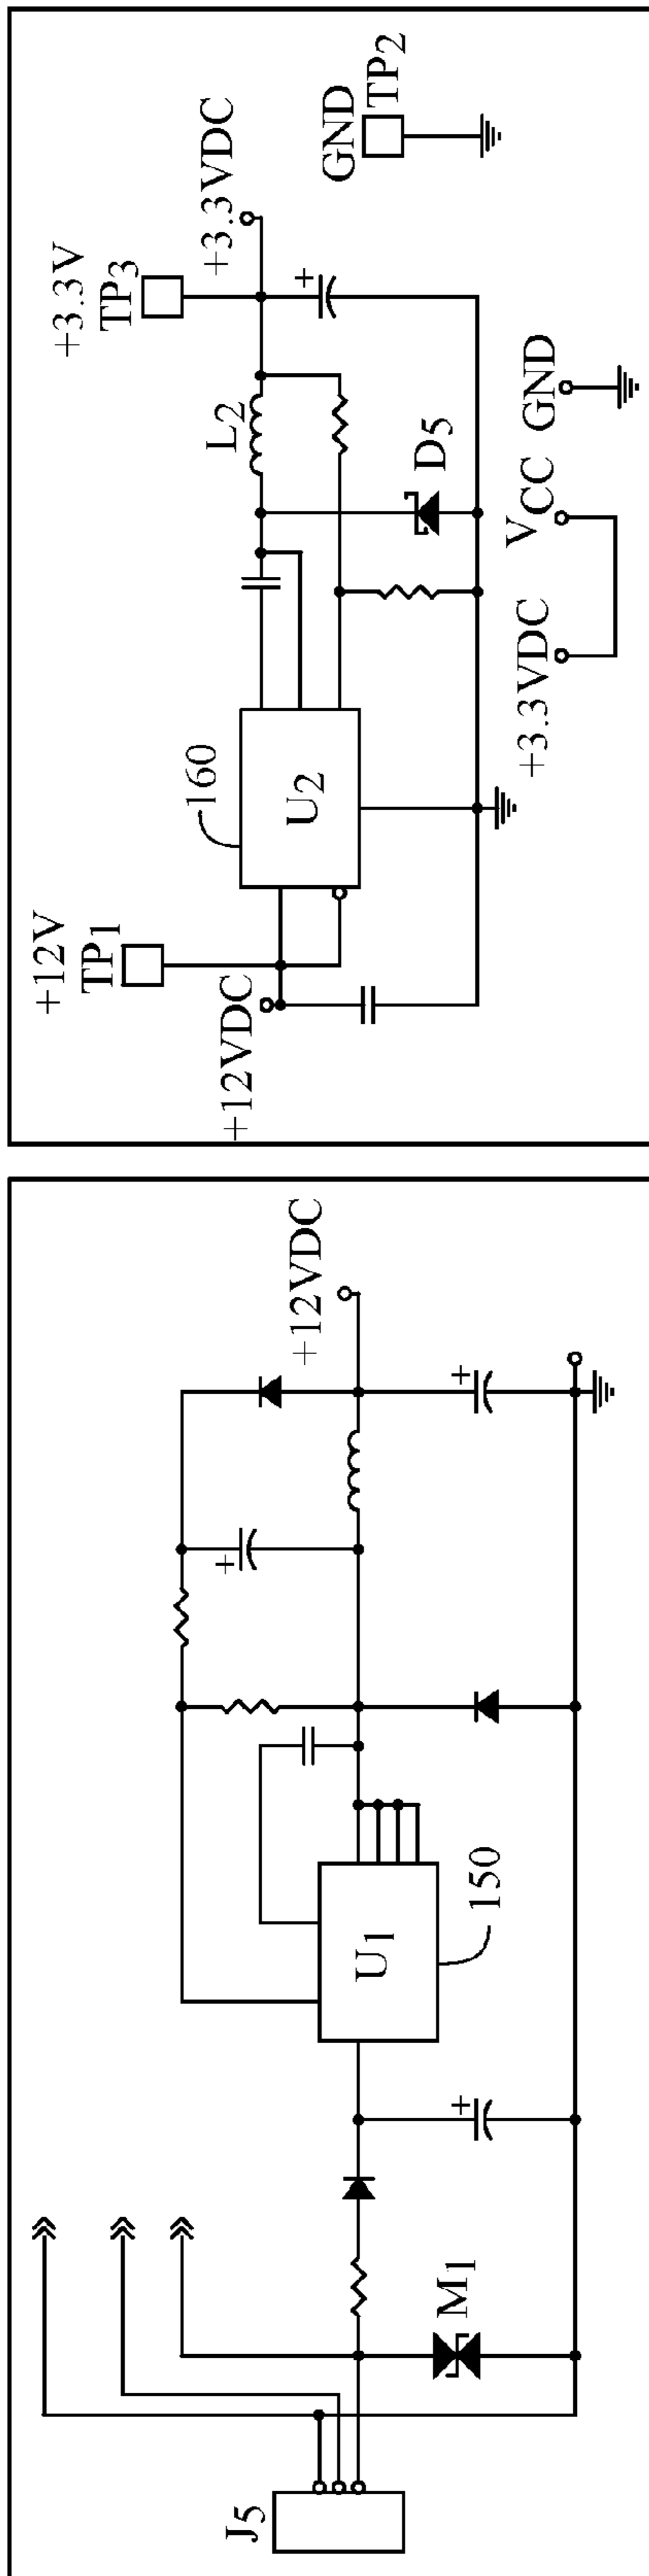 J5
M1
U1
150
+12VDC
+
+
+
+12V
TP1
+12VDC
160
U2
L2
D5
+3.3V
TP3
+3.3VDC
+
GND
TP2
+3.3VDC
VCC
GND